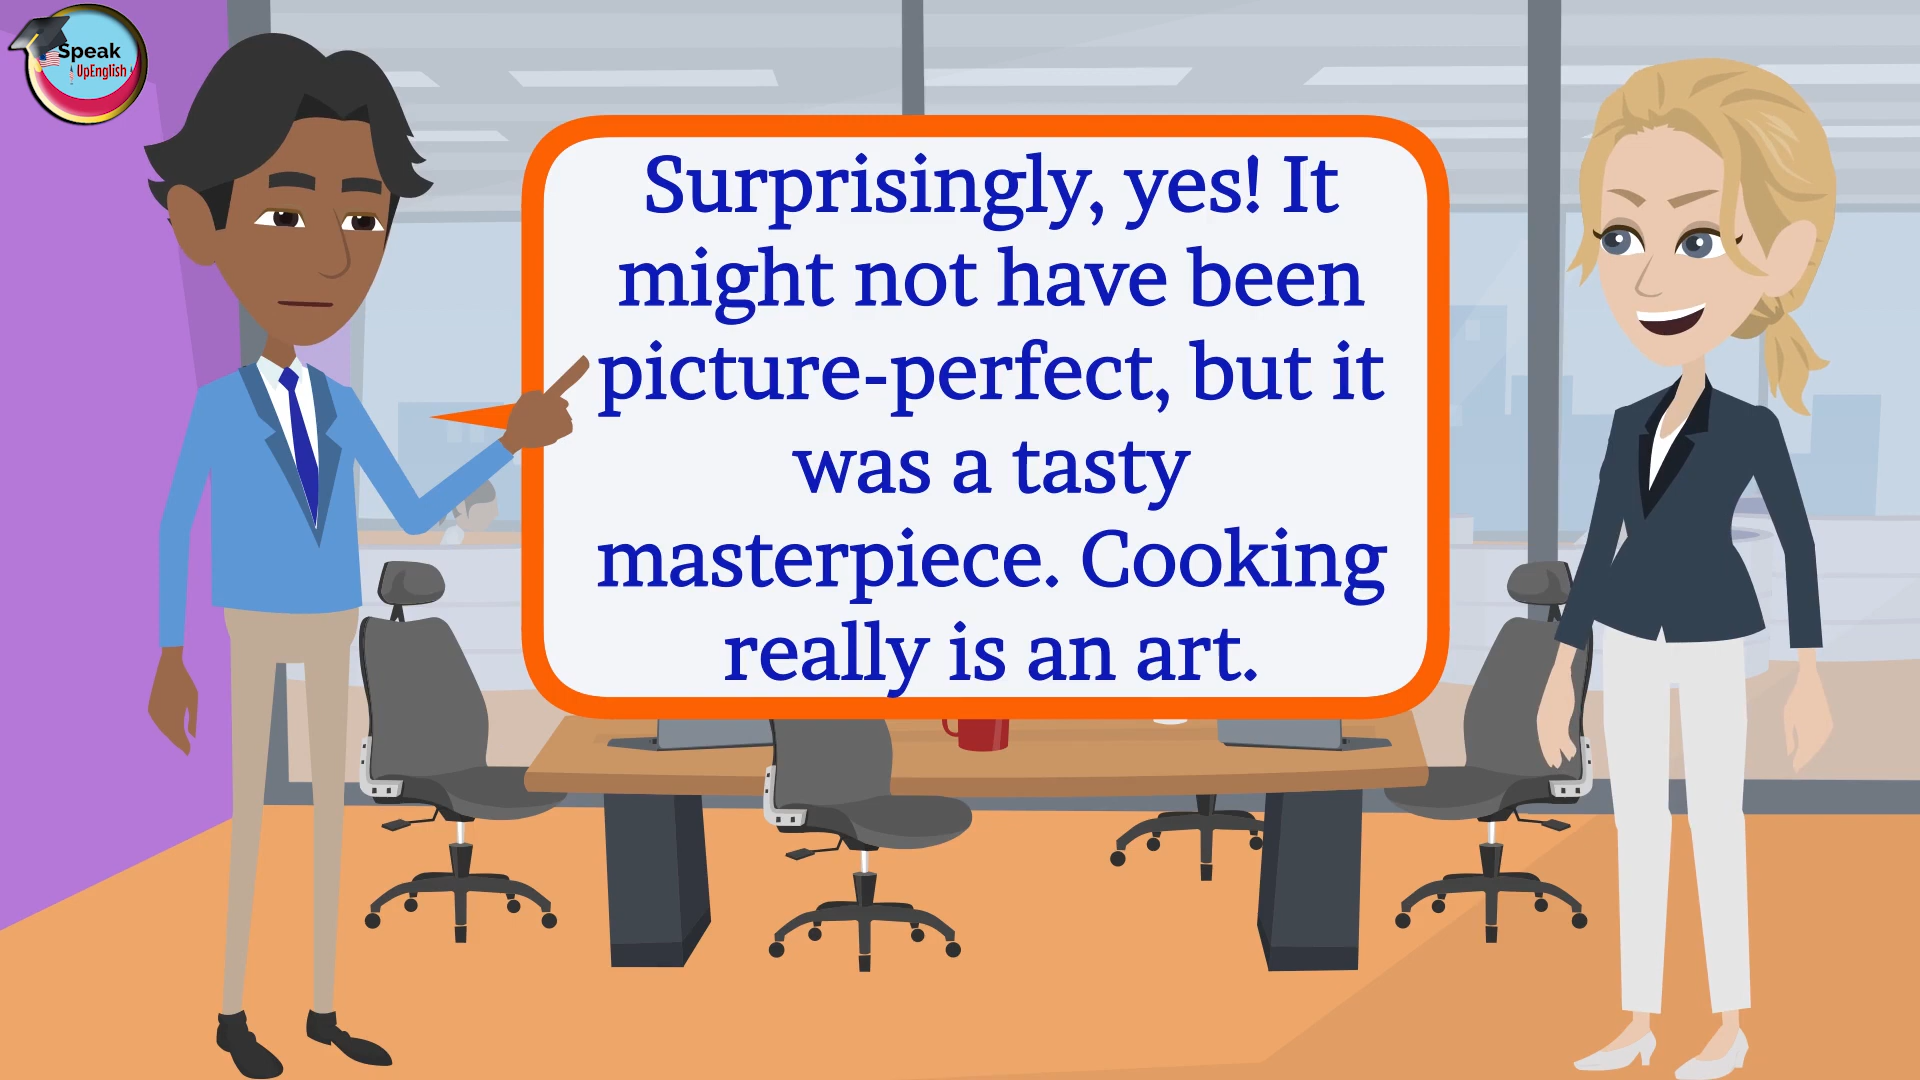 Speak
UpEnglish
Surprisingly, yes! It
might not have been
picture-perfect, but it
was a tasty
masterpiece. Cooking
really is an art.